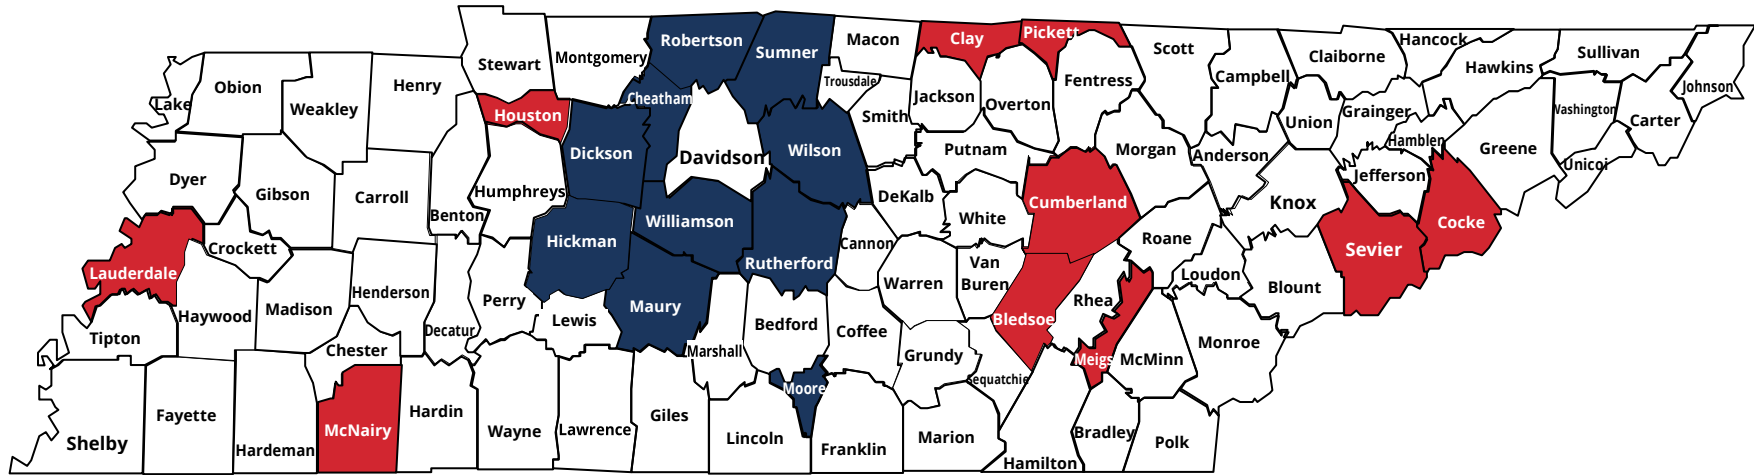 Lake
Obion
Weakley
Henry
Stewart
Montgomery
Robertson
Sumner
Macon
Clay
Pickett
Scott
Claiborne
Hancock
Hawkins
Sullivan
Johnson
Trousdale
Campbell
Fentress
Jackson
Overton
Smith
Houston
Cheatham
Dickson
Davidson
Wilson
Putnam
Morgan
Anderson
Union
Grainger
Hamblen
Greene
Washington
Carter
Unicoi
Dyer
Gibson
Carroll
Benton
Humphreys
Williamson
Hickman
Rutherford
DeKalb
White
Cumberland
Knox
Jefferson
Cocke
Sevier
Roane
Loudon
Blount
Lauderdale
Crockett
Haywood
Madison
Henderson
Decatur
Perry
Lewis
Maury
Bedford
Cannon
Coffee
Warren
Van
Buren
Bledsoe
Rhea
Meigs
McMinn
Monroe
Tipton
Chester
Marshall
Moore
Grundy
Sequatchie
Shelby
Fayette
Hardeman
McNairy
Hardin
Wayne
Lawrence
Giles
Lincoln
Franklin
Marion
Hamilton
Bradley
Polk